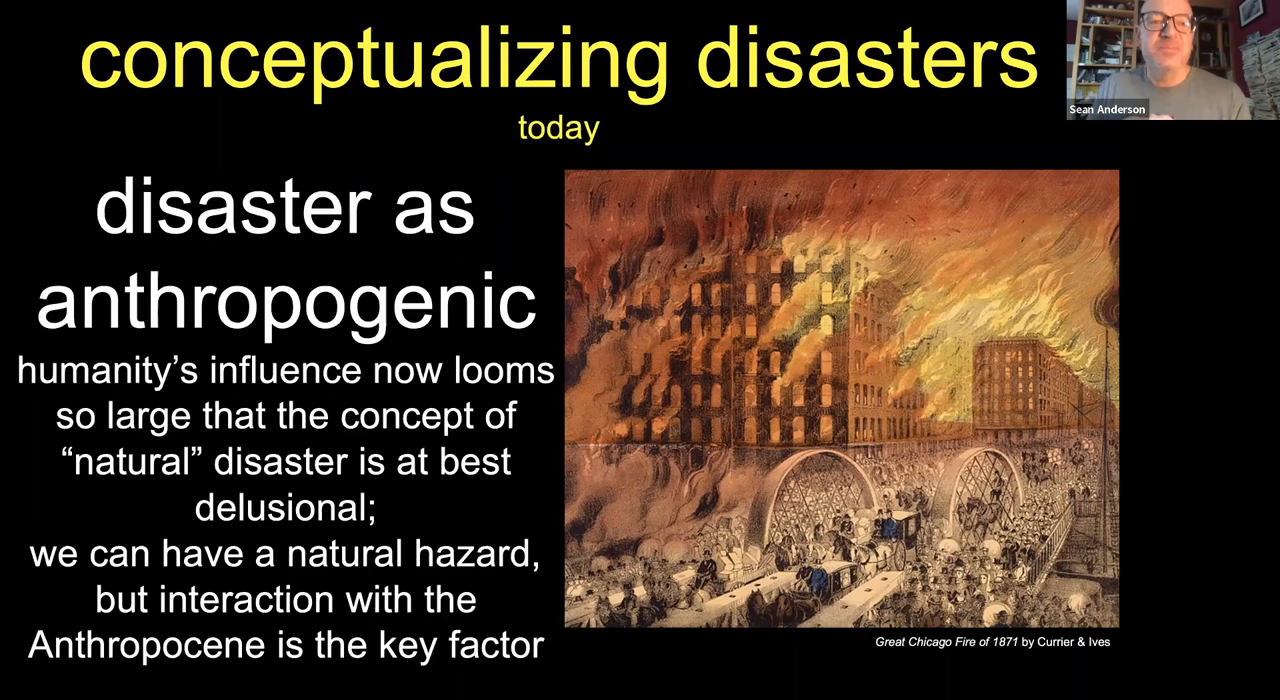 conceptualizing disasters
today
Sean Anderson
disaster as
anthropogenic
humanity’s influence now looms
so large that the concept of
“natural” disaster is at best
delusional;
we can have a natural hazard,
but interaction with the
Anthropocene is the key factor
Great Chicago Fire of 1871 by Currier & Ives